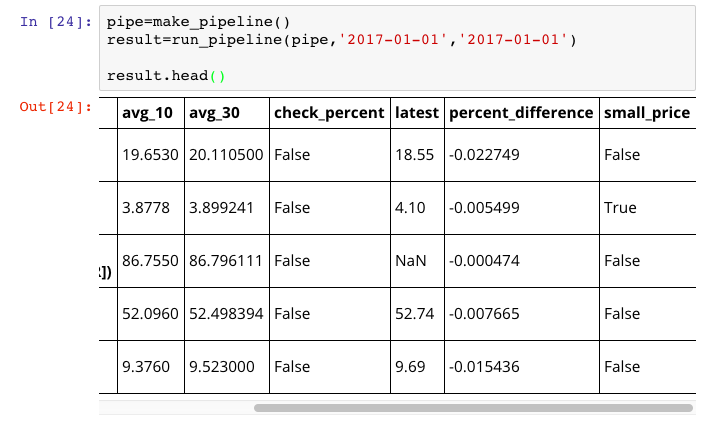 In [24]: pipe=make_pipeline()
result=run_pipeline(pipe,'2017-01-01','2017-01-01')
result.head()
Out[24]:
avg_10 avg_30 check_percent latest percent_difference small_price
19.6530 20.110500 False 18.55 -0.022749 False
3.8778 3.899241 False 4.10 -0.005499 True
86.7550 86.796111 False NaN -0.000474 False
])
52.0960 52.498394 False 52.74 -0.007665 False
9.3760 9.523000 False 9.69 -0.015436 False